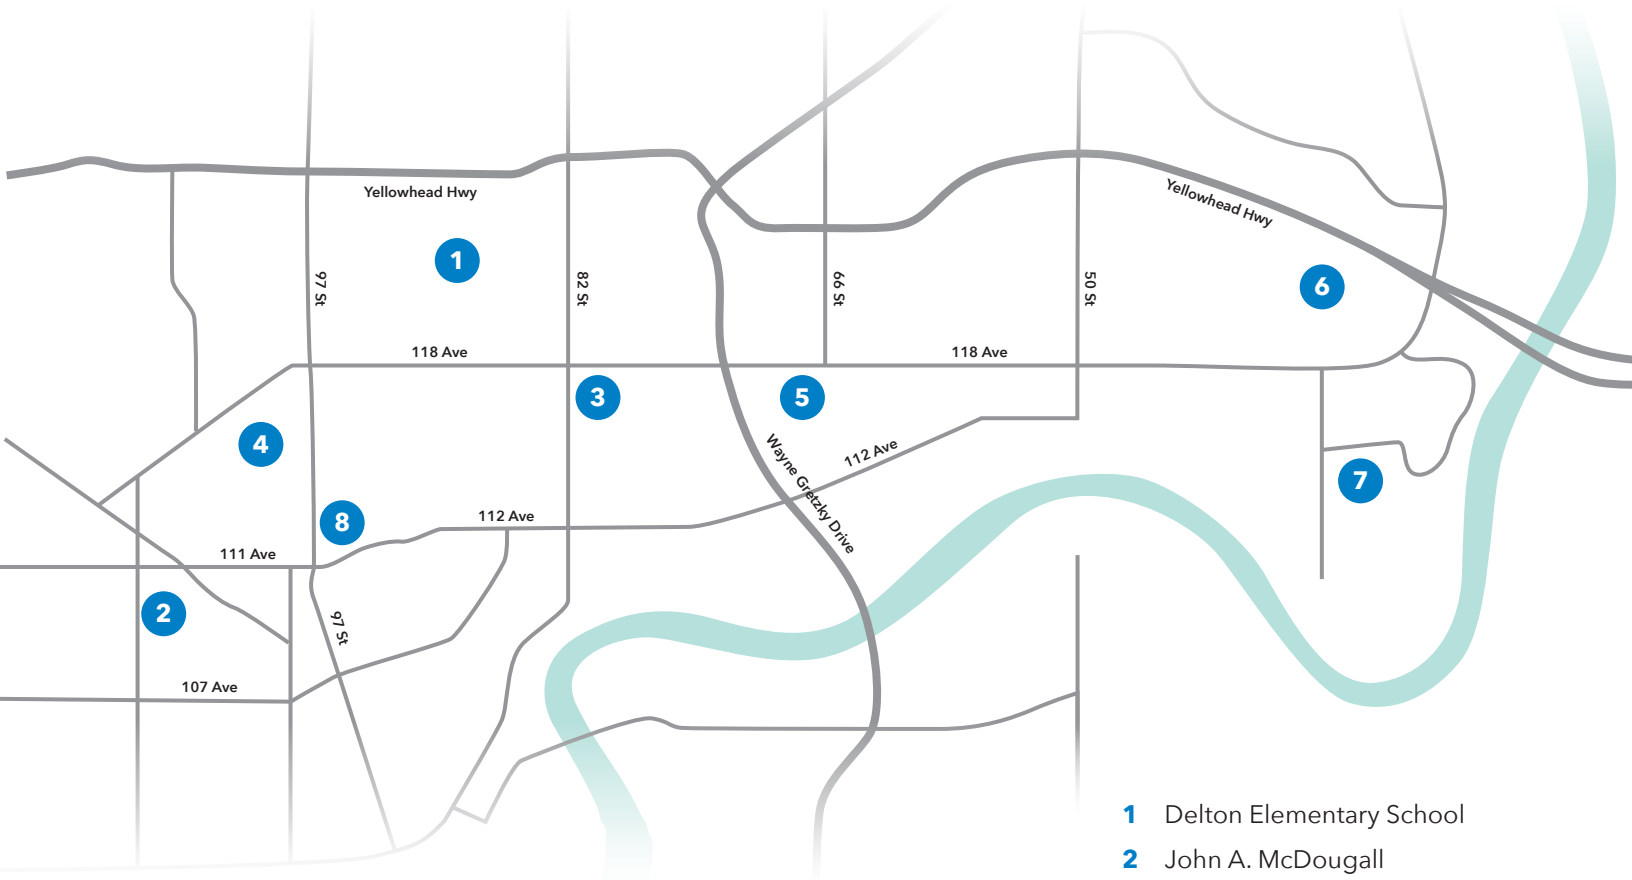 Yellowhead Hwy
Yellowhead Hwy
1
97 St
82 St
66 St
50 St
6
118 Ave
118 Ave
3
5
4
Wayne Gretzky Drive
112 Ave
7
8
112 Ave
111 Ave
2
97 St
107 Ave
1 Delton Elementary School
2 John A. McDougall